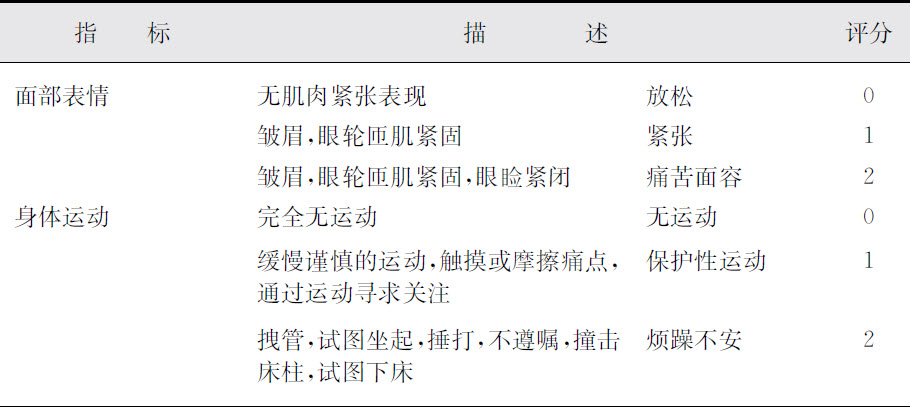 指 标 描 述 评分
面部表情 无肌肉紧张表现 放松 0
皱眉,眼轮匝肌紧固 紧张 1
皱眉,眼轮匝肌紧固,眼睑紧闭 痛苦面容 2
身体运动 完全无运动 无运动 0
缓慢谨慎的运动,触摸或摩擦痛点, 保护性运动 1
通过运动寻求关注
拽管,试图坐起,捶打,不遵嘱,撞击 烦躁不安 2
床柱,试图下床